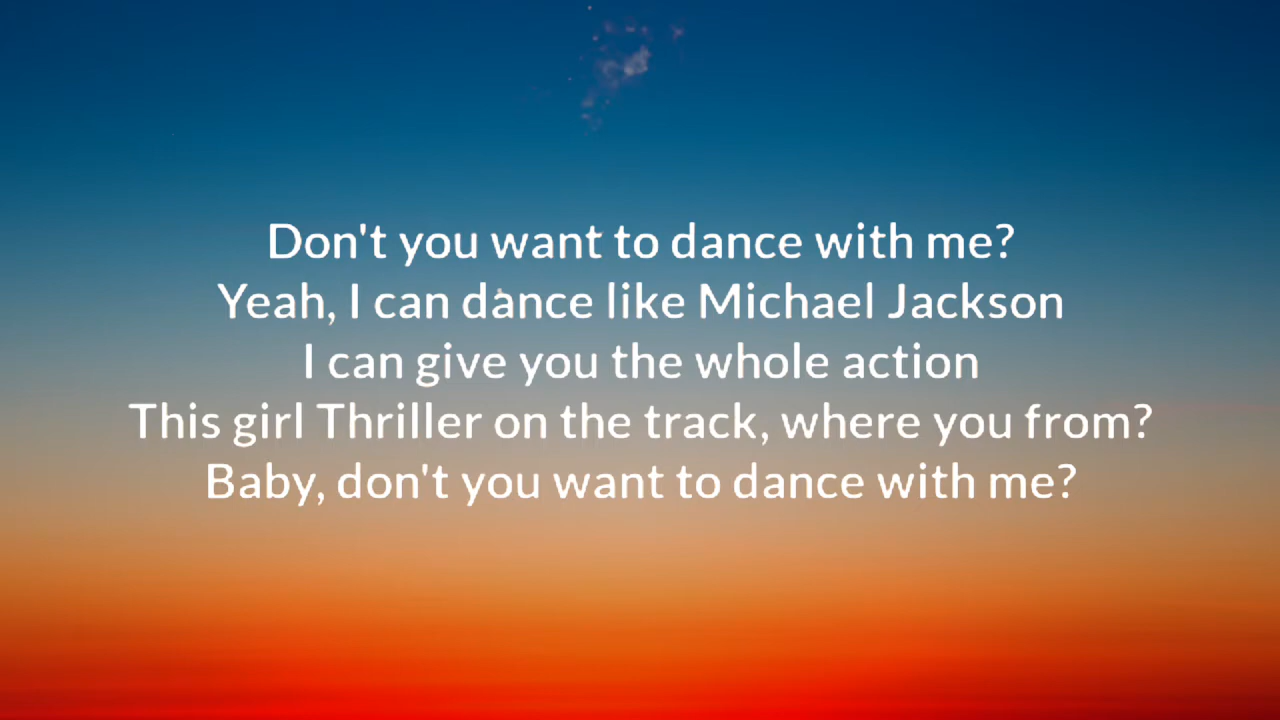 Don't you want to dance with me?
Yeah, I can dance like Michael Jackson
I can give you the whole action
This girl Thriller on the track, where you from?
Baby, don't you want to dance with me?